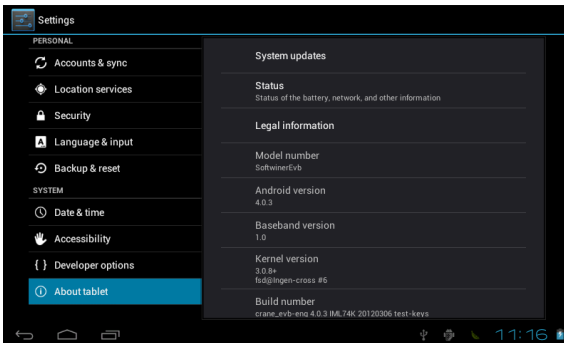 Settings
PERSONAL
Accounts & sync
Location services
Security
A Language & input
Backup & reset
SYSTEM
Date & time
Accessibility
{ } Developer options
About tablet
System updates
Status
Status of the battery, network, and other information
Legal information
Model number
SoftwinerEvb
Android version
4.0.3
Baseband version
1.0
Kernel version
3.0.8+
fsd@Ingen-cross #6
Build number
crane_evb-eng 4.0.3 IML74K 20120306 test-keys
11:16